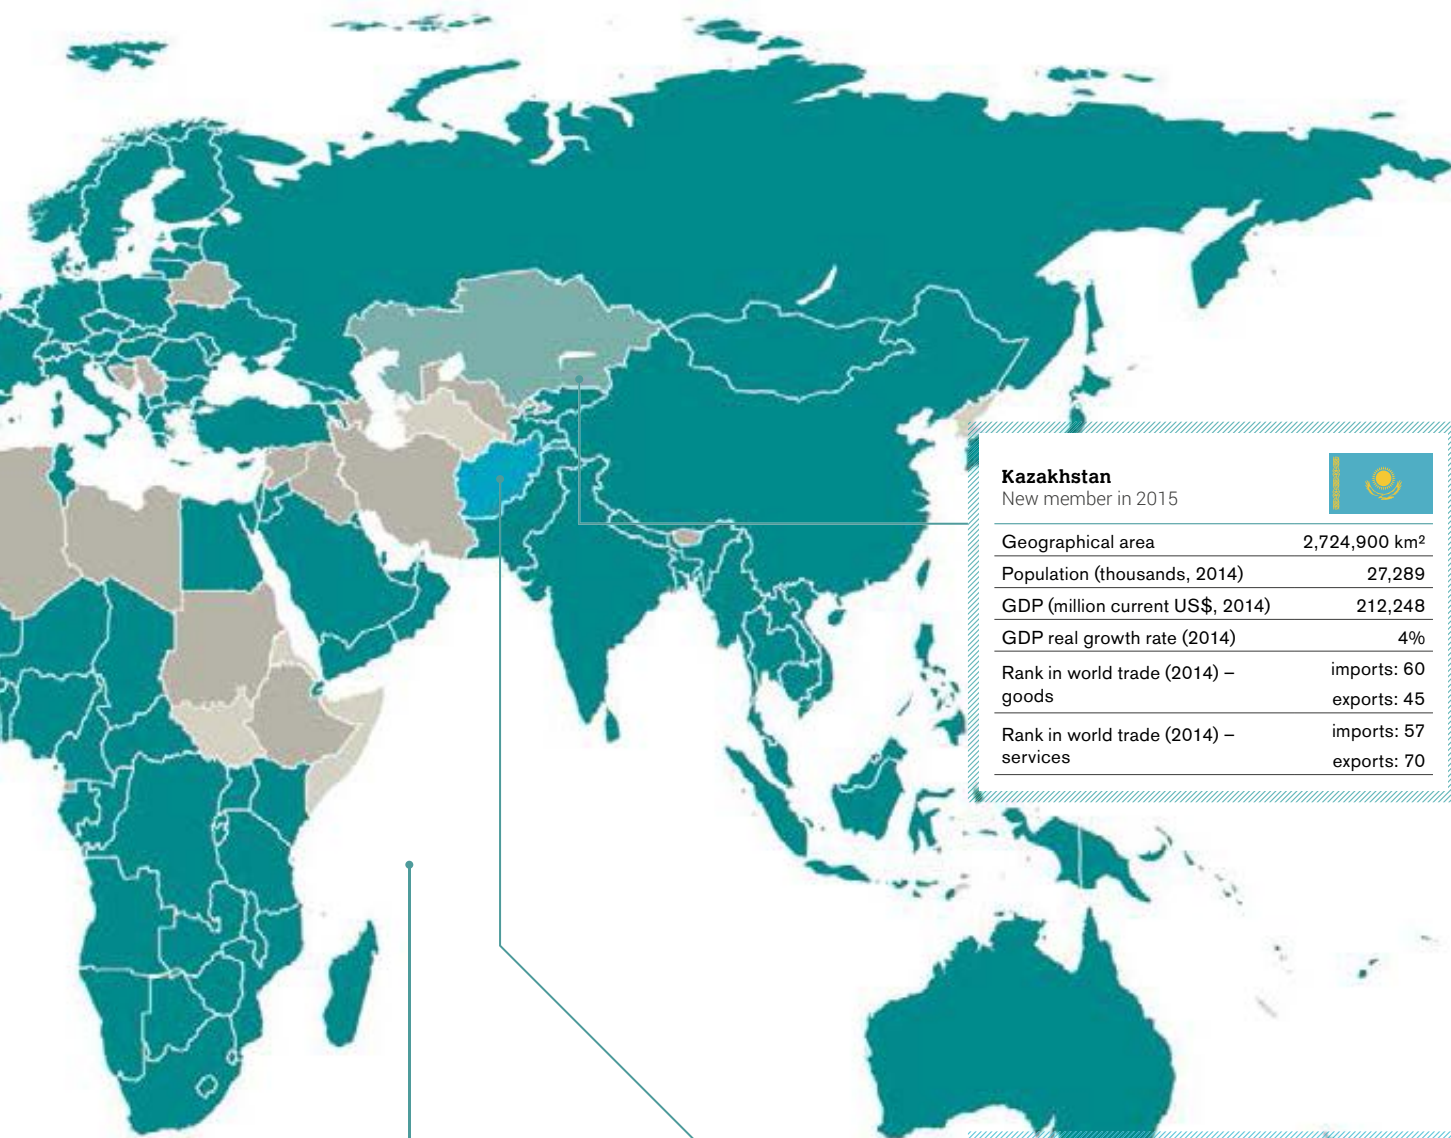 Kazakhstan
New member in 2015
Geographical area 2,724,900 km²
Population (thousands, 2014) 27,289
GDP (million current US$, 2014) 212,248
GDP real growth rate (2014) 4%
Rank in world trade (2014) – imports: 60
goods exports: 45
Rank in world trade (2014) – imports: 57
services exports: 70